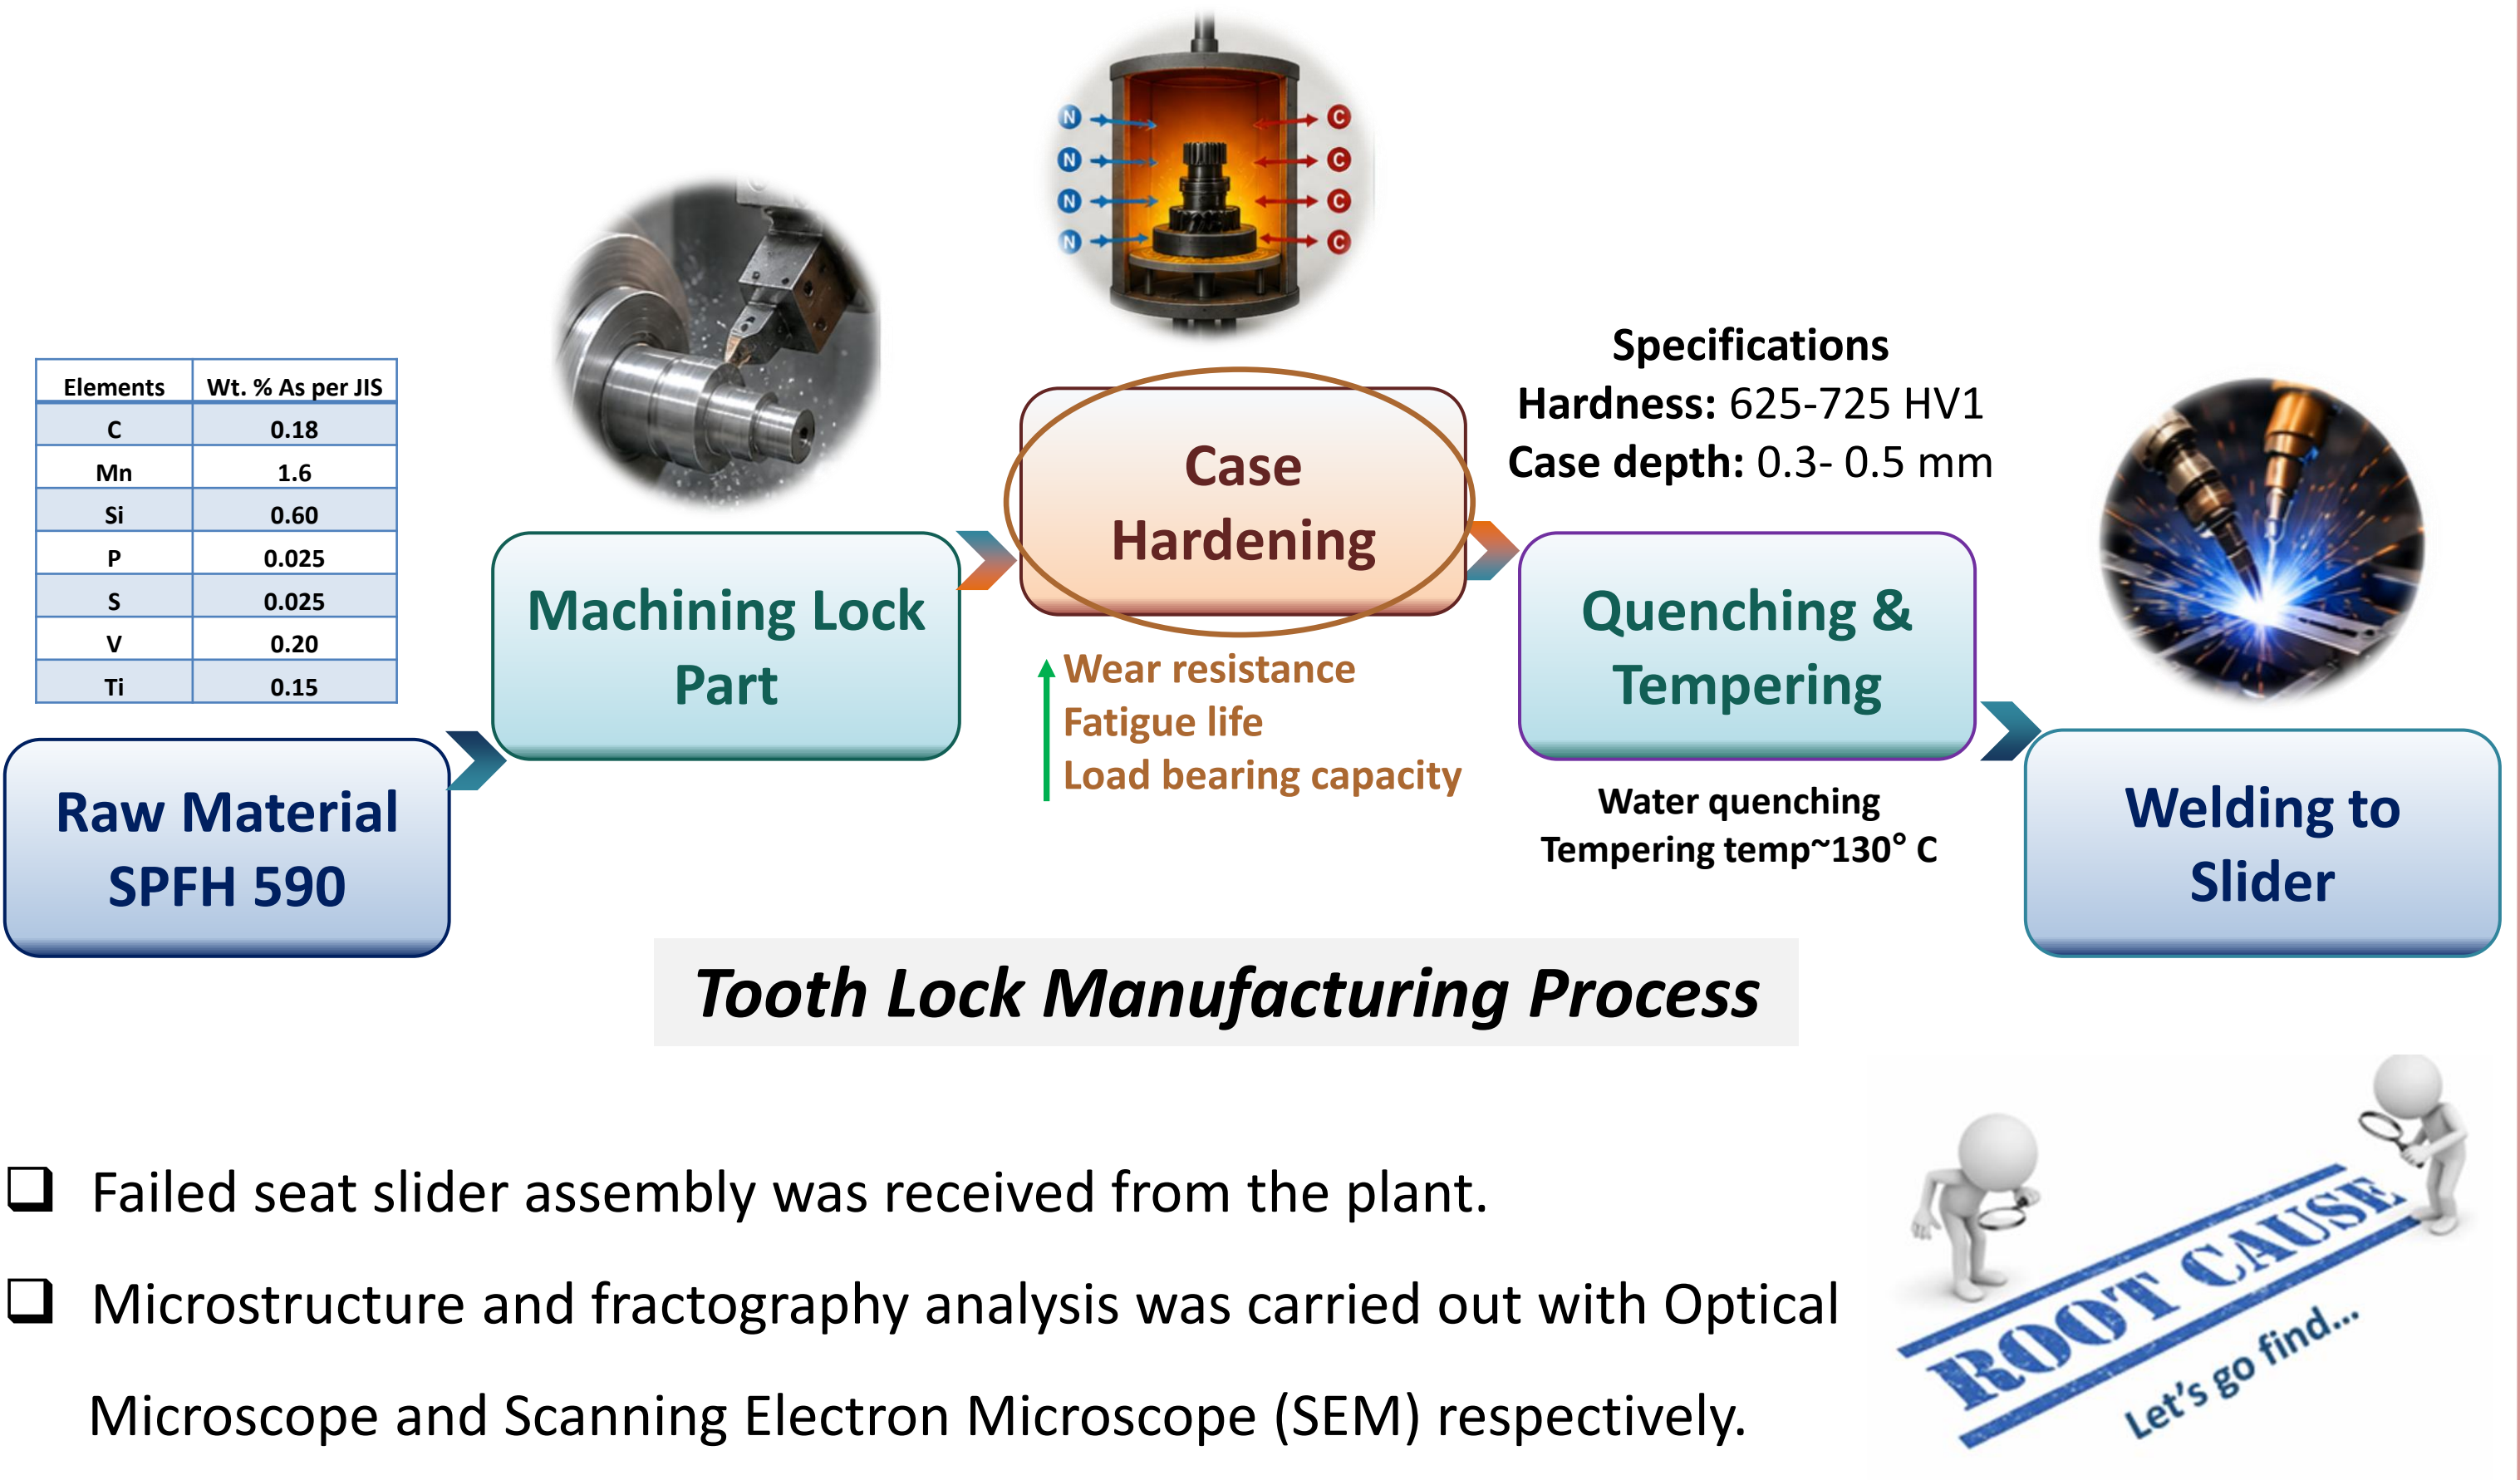 N C
N C
N C
N C
Elements Wt. % As per JIS
C 0.18
Mn 1.6
Si 0.60
P 0.025
S 0.025
V 0.20
Ti 0.15
Raw Material
SPFH 590
Machining Lock
Part
Case
Hardening
Wear resistance
Fatigue life
Load bearing capacity
Specifications
Hardness: 625-725 HV1
Case depth: 0.3- 0.5 mm
Quenching &
Tempering
Water quenching
Tempering temp~130° C
Welding to
Slider
Tooth Lock Manufacturing Process
❑ Failed seat slider assembly was received from the plant.
❑ Microstructure and fractography analysis was carried out with Optical
Microscope and Scanning Electron Microscope (SEM) respectively.
ROOT CAUSE
Let's go find...